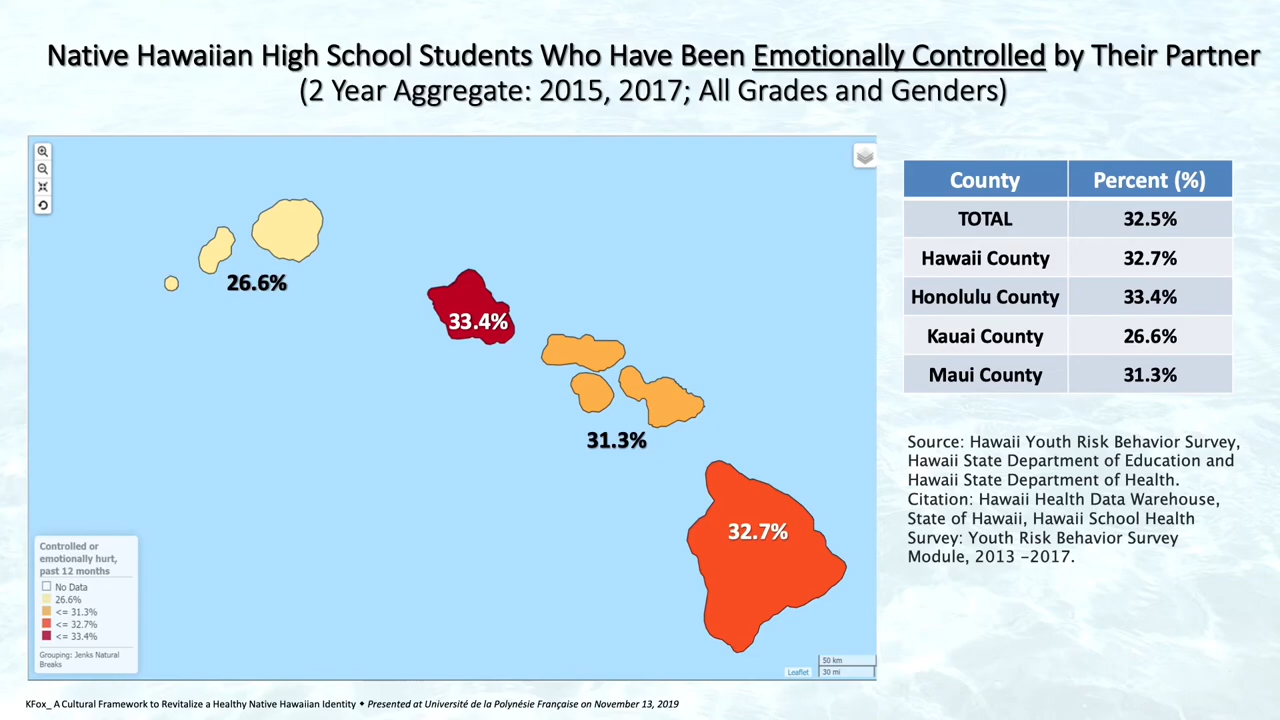 Native Hawaiian High School Students Who Have Been Emotionally Controlled by Their Partner
(2 Year Aggregate: 2015, 2017; All Grades and Genders)
26.6%
33.4%
31.3%
32.7%
Controlled or
emotionally hurt,
past 12 months
No Data
26.6%
<= 31.3%
<= 32.7%
<= 33.4%
Grouping: Jenks Natural
Breaks
50 km
30 mi
Leaflet
County Percent (%)
TOTAL 32.5%
Hawaii County 32.7%
Honolulu County 33.4%
Kauai County 26.6%
Maui County 31.3%
Source: Hawaii Youth Risk Behavior Survey,
Hawaii State Department of Education and
Hawaii State Department of Health.
Citation: Hawaii Health Data Warehouse,
State of Hawaii, Hawaii School Health
Survey: Youth Risk Behavior Survey
Module, 2013 -2017.
KFox_ A Cultural Framework to Revitalize a Healthy Native Hawaiian Identity ◆ Presented at Université de la Polynésie Française on November 13, 2019